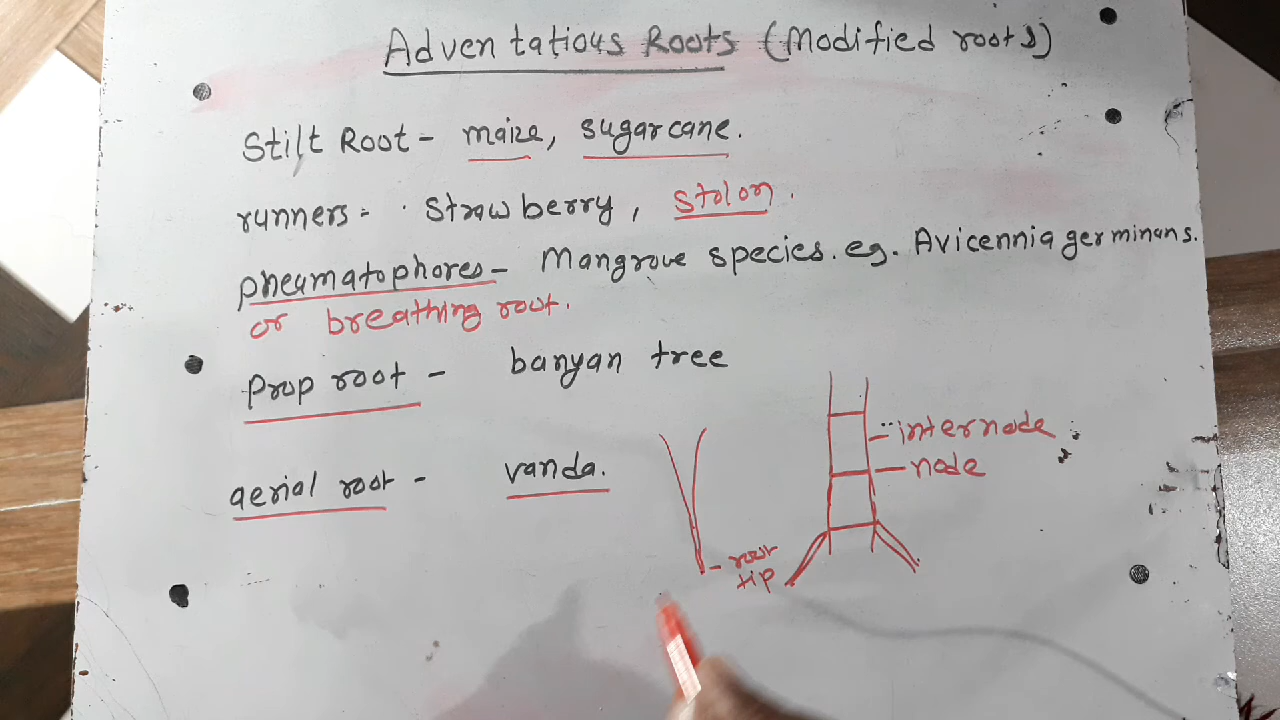 Adventatious Roots (Modified roots)
Stilt Root - maize, sugarcane.
runners = strawberry, stolon.
pneumatophores - Mangrove species. eg. Avicennia germinans.
or breathing root.
Prop root - banyan tree
internode
node
aerial root - vanda.
root
tip